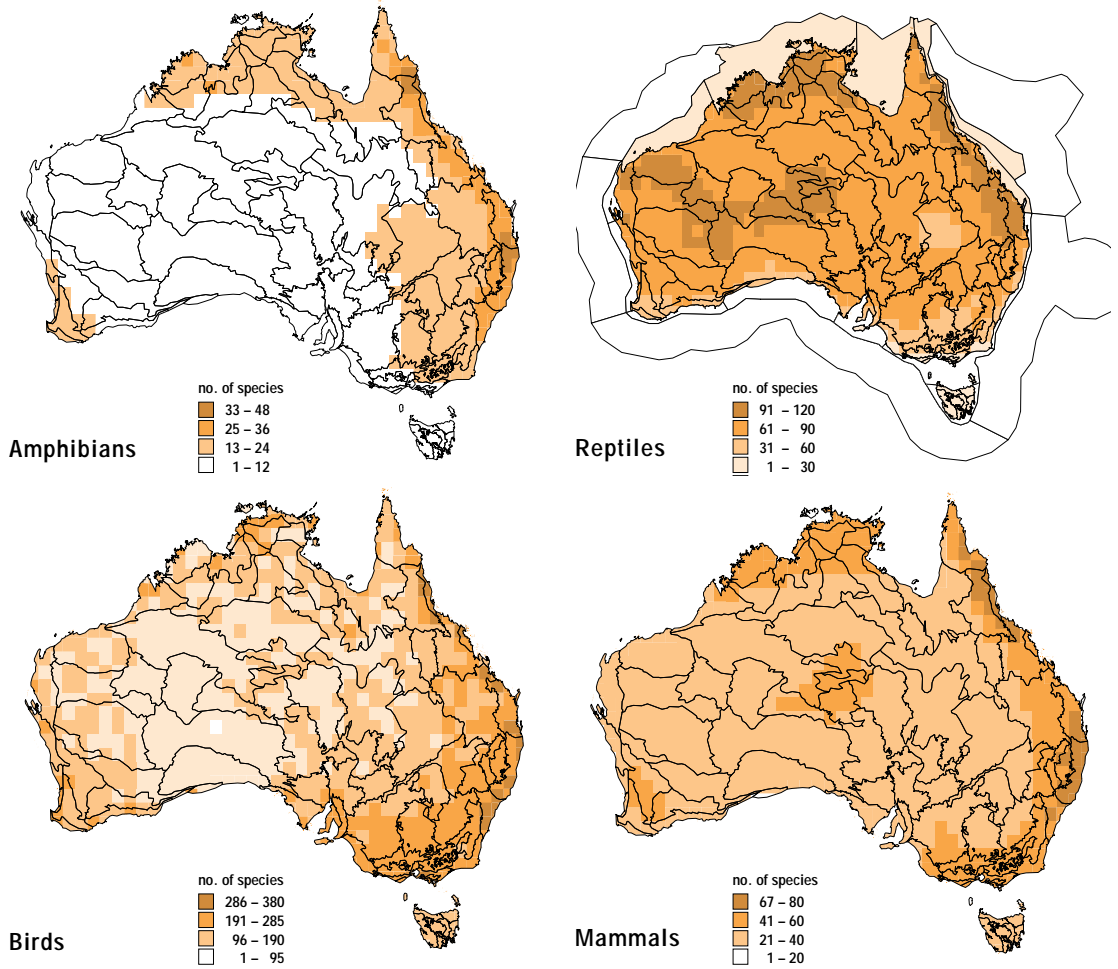 no. of species
33 – 48
25 – 36
13 – 24
1 – 12
Amphibians
no. of species
91 – 120
61 – 90
31 – 60
1 – 30
Reptiles
no. of species
286 – 380
191 – 285
96 – 190
1 – 95
Birds
no. of species
67 – 80
41 – 60
21 – 40
1 – 20
Mammals